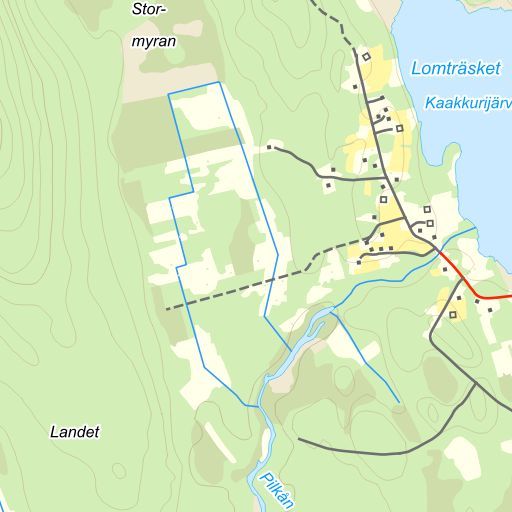 Stor-
myran
Lomträsket
Kaakkurijärv
Landet
Pilkån